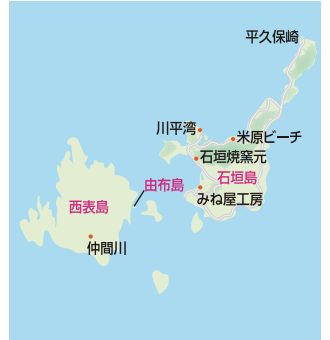 平久保崎
川平湾
米原ビーチ
石垣焼窯元
石垣島
由布島
みね屋工房
西表島
仲間川